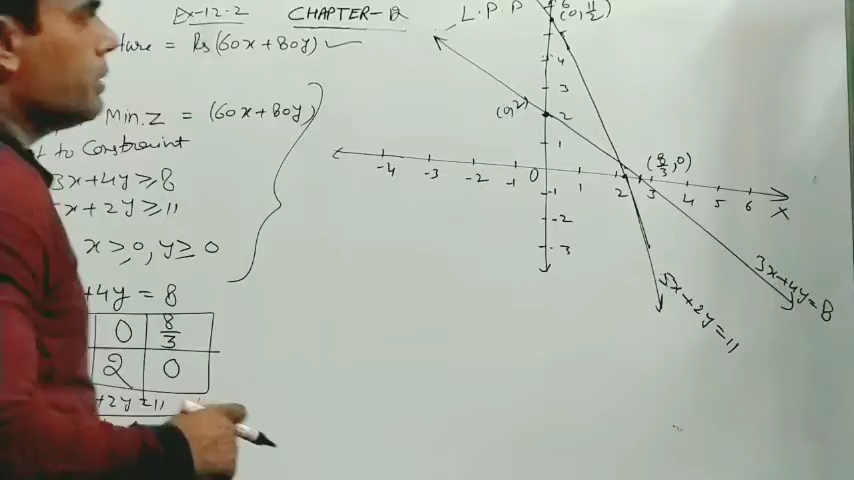 Ex-12.2 CHAPTER-12
L.P.P
= Rs(60x+80y)
Min.Z = (60x+80y)
to Constraint
3x+4y≥8
x+2y≥11
x≥0, y≥0
+4y = 8
0 8/3
2 0
+2y=11
6
(0, 11/2)
5
4
3
(0,2) 2
1
-4 -3 -2 -1 0 1 2 3 4 5 6 X
(8/3, 0)
-1
-2
-3
3x+4y=8
5x+2y=11